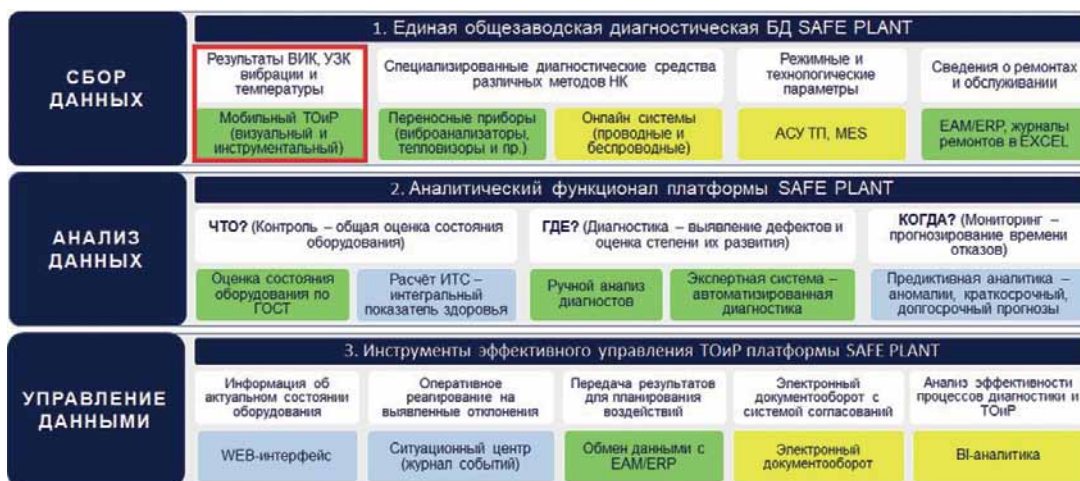 СБОР
ДАННЫХ
1. Единая общезаводская диагностическая БД SAFE PLANT
Результаты ВИК, УЗК
вибрации и
температуры
Специализированные диагностические средства
различных методов НК
Режимные и
технологические
параметры
Сведения о ремонтах
и обслуживании
Мобильный ТОиР
(визуальный и
инструментальный)
Переносные приборы
(виброанализаторы,
тепловизоры и пр.)
Онлайн системы
(проводные и
беспроводные)
АСУ ТП, MES
EAM/ERP, журналы
ремонтов в EXCEL
АНАЛИЗ
ДАННЫХ
2. Аналитический функционал платформы SAFE PLANT
ЧТО? (Контроль – общая оценка состояния
оборудования)
ГДЕ? (Диагностика – выявление дефектов и
оценка степени их развития)
КОГДА? (Мониторинг –
прогнозирование времени
отказов)
Оценка состояния
оборудования по
ГОСТ
Расчёт ИТС –
интегральный
показатель здоровья
Ручной анализ
диагностов
Экспертная система –
автоматизированная
диагностика
Предиктивная аналитика –
аномалии, краткосрочный,
долгосрочный прогнозы
УПРАВЛЕНИЕ
ДАННЫМИ
3. Инструменты эффективного управления ТОиР платформы SAFE PLANT
Информация об
актуальном состоянии
оборудования
Оперативное
реагирование на
выявленные отклонения
Передача результатов
для планирования
воздействий
Электронный
документооборот с
системой согласований
Анализ эффективности
процессов диагностики и
ТОиР
WEB-интерфейс
Ситуационный центр
(журнал событий)
Обмен данными с
EAM/ERP
Электронный
документооборот
BI-аналитика